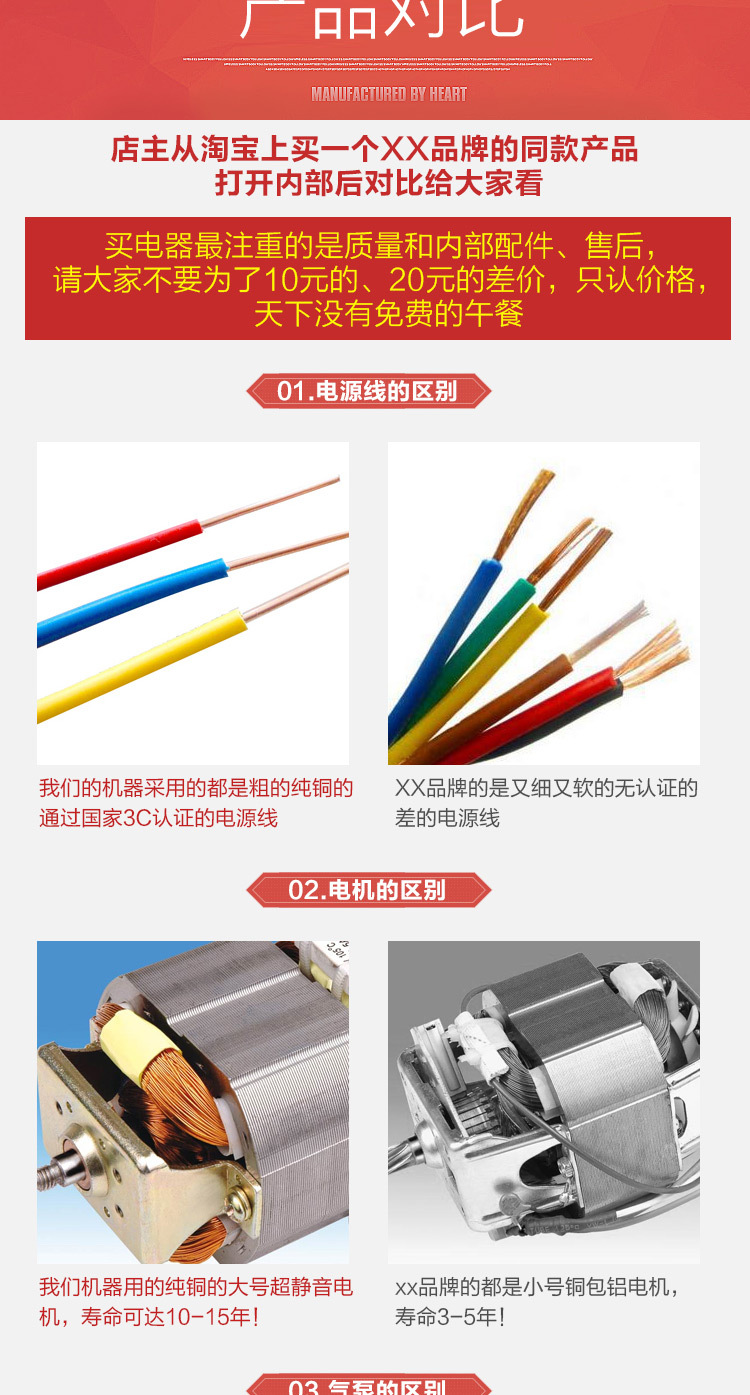 产品对比
MANUFACTURED BY HEART
店主从淘宝上买一个XX品牌的同款产品
打开内部后对比给大家看
买电器最注重的是质量和内部配件、售后，
请大家不要为了10元的、20元的差价，只认价格，
天下没有免费的午餐
01.电源线的区别
我们的机器采用的都是粗的纯铜的
通过国家3C认证的电源线
XX品牌的是又细又软的无认证的
差的电源线
02.电机的区别
105°C
我们机器用的纯铜的大号超静音电
机，寿命可达10-15年！
xx品牌的都是小号铜包铝电机，
寿命3-5年！
03.气泵的区别